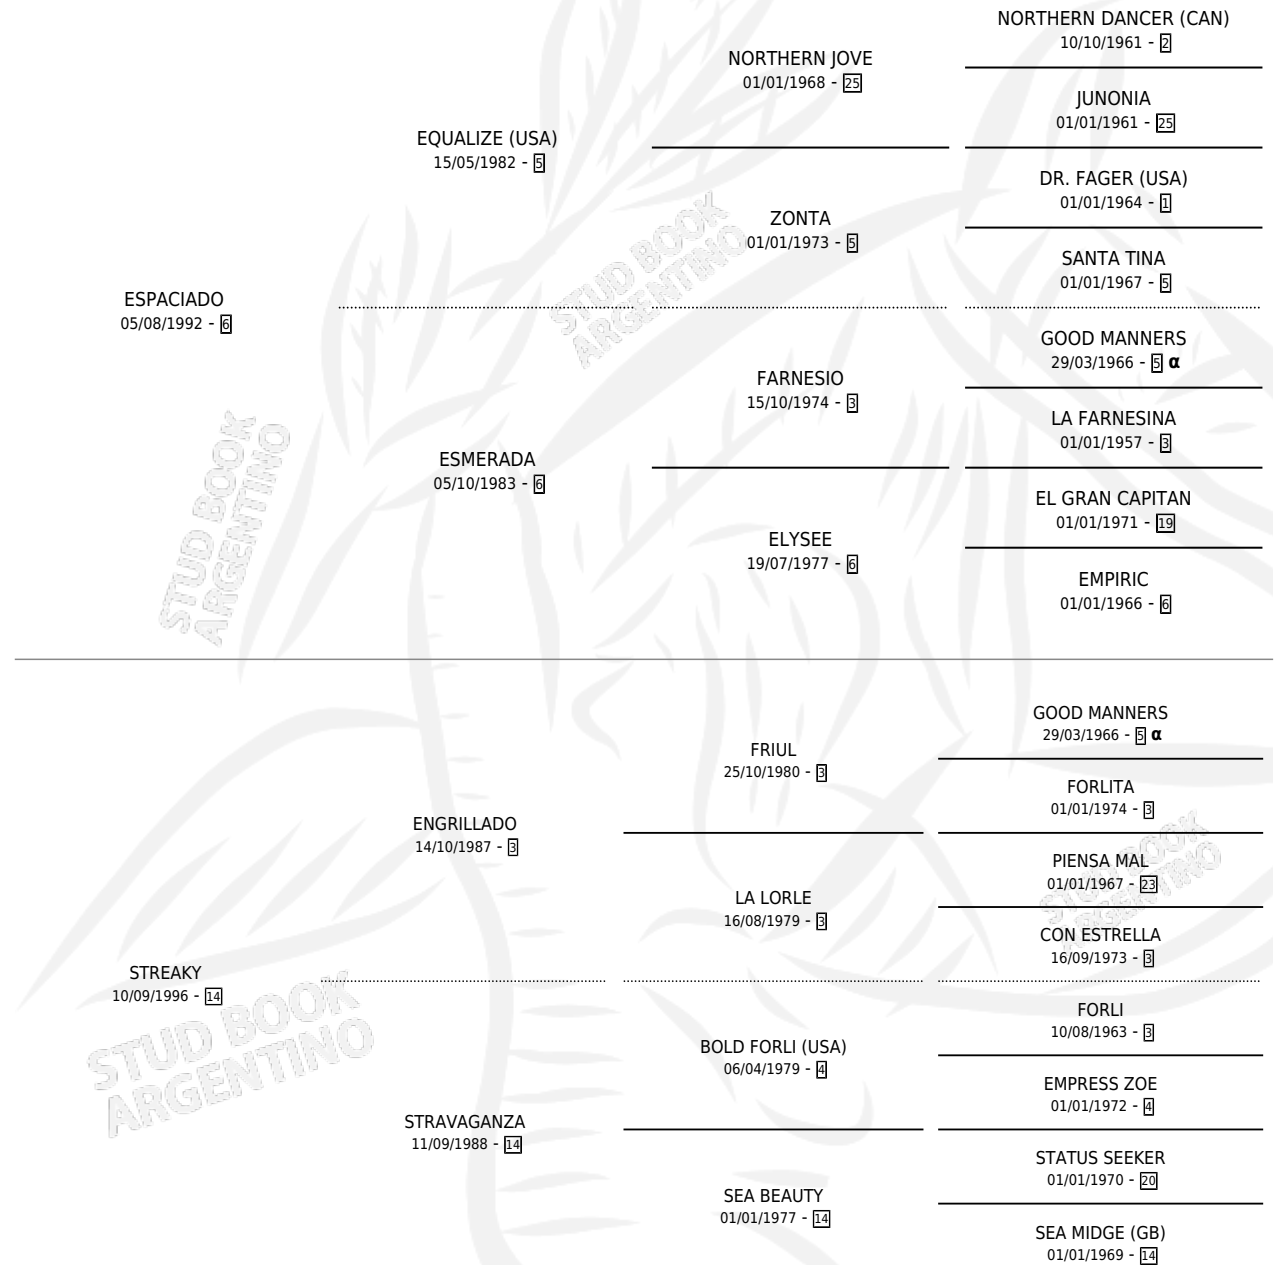 NORTHERN DANCER (CAN)
10/10/1961 - 2
NORTHERN JOVE
01/01/1968 - 25
JUNONIA
01/01/1961 - 25
EQUALIZE (USA)
15/05/1982 - 5
DR. FAGER (USA)
01/01/1964 - 1
ZONTA
01/01/1973 - 5
SANTA TINA
01/01/1967 - 5
STUD BOOK
ARGENTINO
ESPACIADO
05/08/1992 - 6
GOOD MANNERS
29/03/1966 - 5 α
FARNESIO
15/10/1974 - 3
LA FARNESINA
01/01/1957 - 3
ESMERADA
05/10/1983 - 6
EL GRAN CAPITAN
01/01/1971 - 19
ELYSEE
19/07/1977 - 6
EMPIRIC
01/01/1966 - 6
STUD BOOK
ARGENTINO
GOOD MANNERS
29/03/1966 - 5 α
FRIUL
25/10/1980 - 3
FORLITA
01/01/1974 - 3
ENGRILLADO
14/10/1987 - 3
PIENSA MAL
01/01/1967 - 23
LA LORLE
16/08/1979 - 3
CON ESTRELLA
16/09/1973 - 3
STUD BOOK
ARGENTINO
STREAKY
10/09/1996 - 14
FORLI
10/08/1963 - 3
BOLD FORLI (USA)
06/04/1979 - 4
EMPRESS ZOE
01/01/1972 - 4
STUD BOOK
ARGENTINO
STRAVAGANZA
11/09/1988 - 14
STATUS SEEKER
01/01/1970 - 20
SEA BEAUTY
01/01/1977 - 14
SEA MIDGE (GB)
01/01/1969 - 14